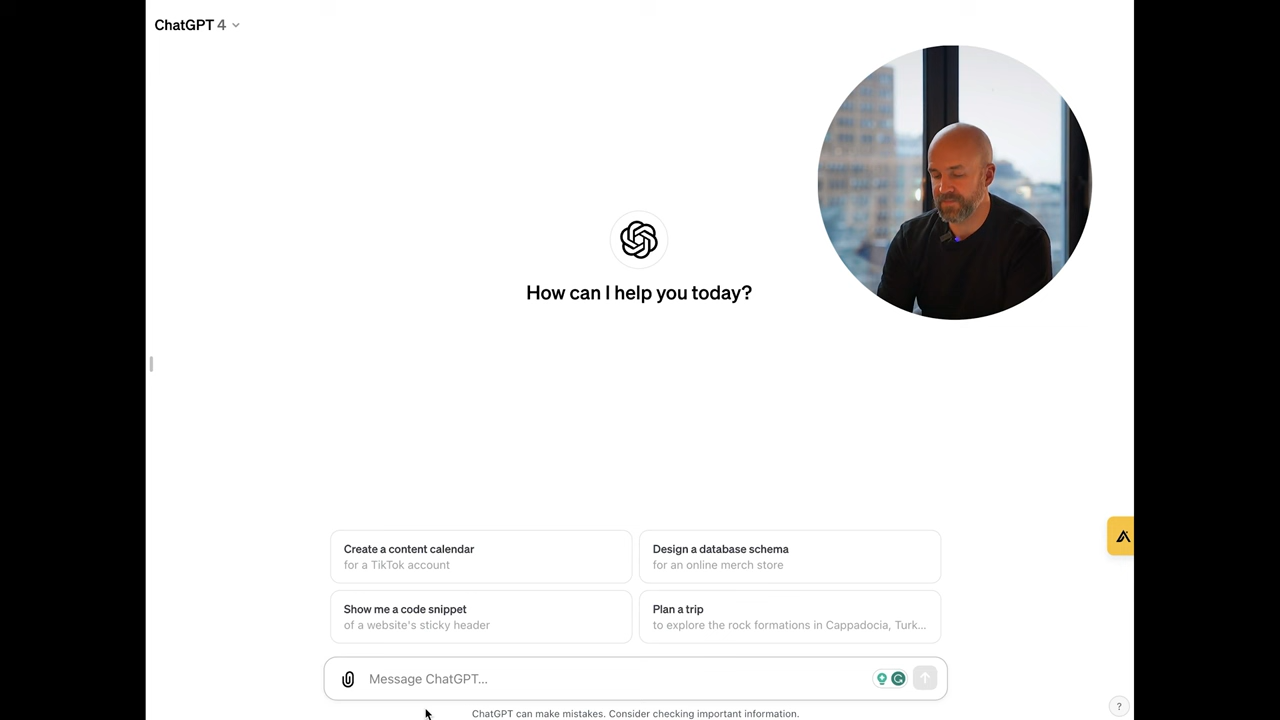 ChatGPT 4
How can I help you today?
Create a content calendar
for a TikTok account
Design a database schema
for an online merch store
Show me a code snippet
of a website's sticky header
Plan a trip
to explore the rock formations in Cappadocia, Turk...
Message ChatGPT...
ChatGPT can make mistakes. Consider checking important information.
?